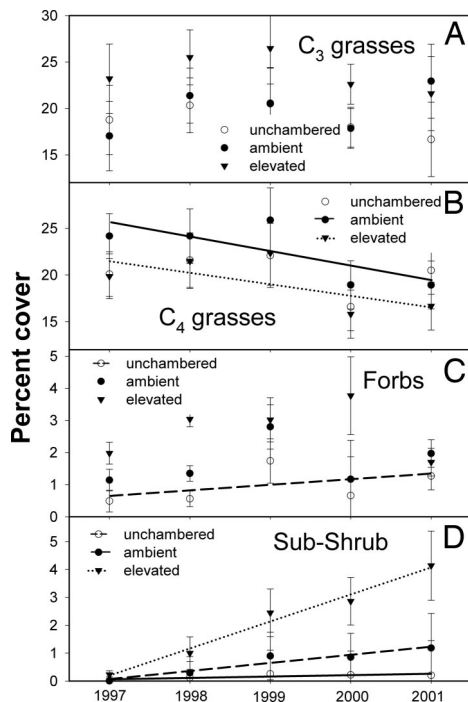 A
C3 grasses
30
25
20
15
unchambered
ambient
elevated
B
unchambered
ambient
elevated
25
20
15
C4 grasses
Percent cover
C
Forbs
unchambered
ambient
elevated
5
4
3
2
1
0
D
Sub-Shrub
unchambered
ambient
elevated
5
4
3
2
1
0
1997 1998 1999 2000 2001